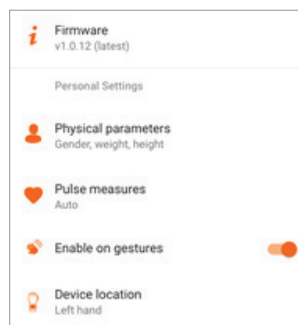 Firmware
v1.0.12 (latest)
Personal Settings
Physical parameters
Gender, weight, height
Pulse measures
Auto
Enable on gestures
Device location
Left hand